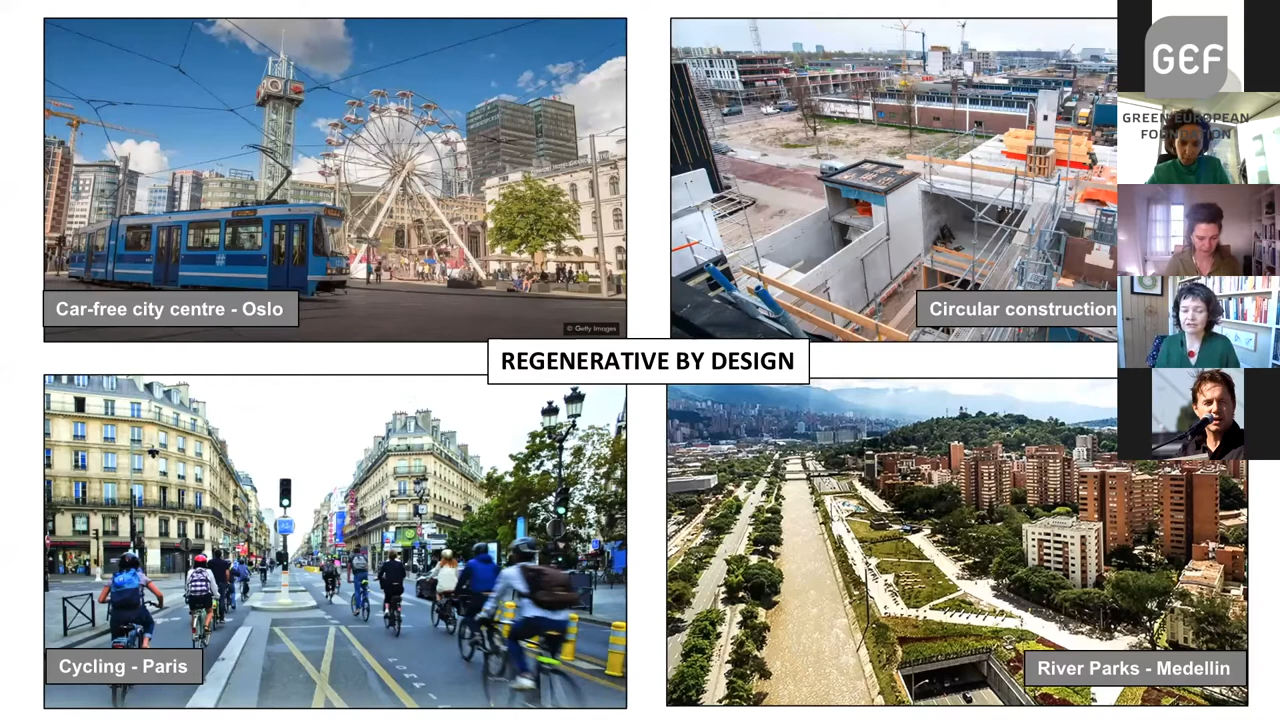 GEF
GREEN EUROPEAN
FOUNDATION
Car-free city centre - Oslo
© Getty Images
Circular construction
REGENERATIVE BY DESIGN
Cycling - Paris
River Parks - Medellin